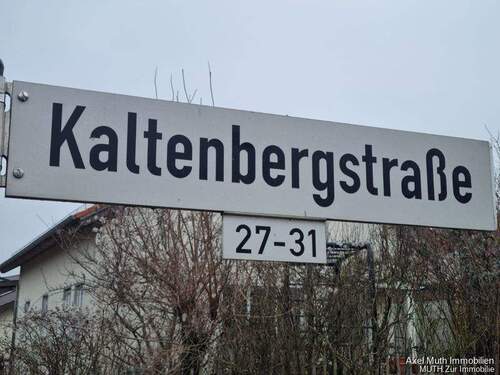 Kaltenbergstraße
27-31
Axel Muth Immobilien
MUTH Zur Immobilie